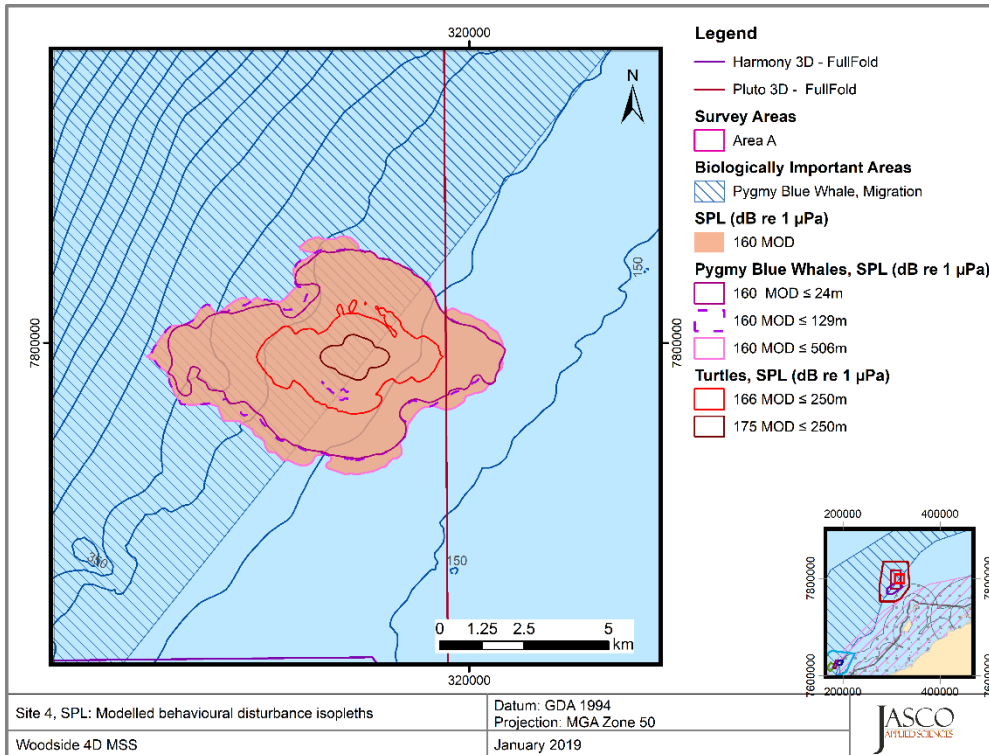 320000
N
7800000
7800000
150
150
350
0 1.25 2.5 5
km
320000
Legend
Harmony 3D - FullFold
Pluto 3D - FullFold
Survey Areas
Area A
Biologically Important Areas
Pygmy Blue Whale, Migration
SPL (dB re 1 µPa)
160 MOD
Pygmy Blue Whales, SPL (dB re 1 µPa)
160 MOD ≤ 24m
160 MOD ≤ 129m
160 MOD ≤ 506m
Turtles, SPL (dB re 1 µPa)
166 MOD ≤ 250m
175 MOD ≤ 250m
200000 400000
7800000
7800000
7600000
7600000
200000 400000
Site 4, SPL: Modelled behavioural disturbance isopleths
Datum: GDA 1994
Projection: MGA Zone 50
Woodside 4D MSS
January 2019
JASCO
APPLIED SCIENCES